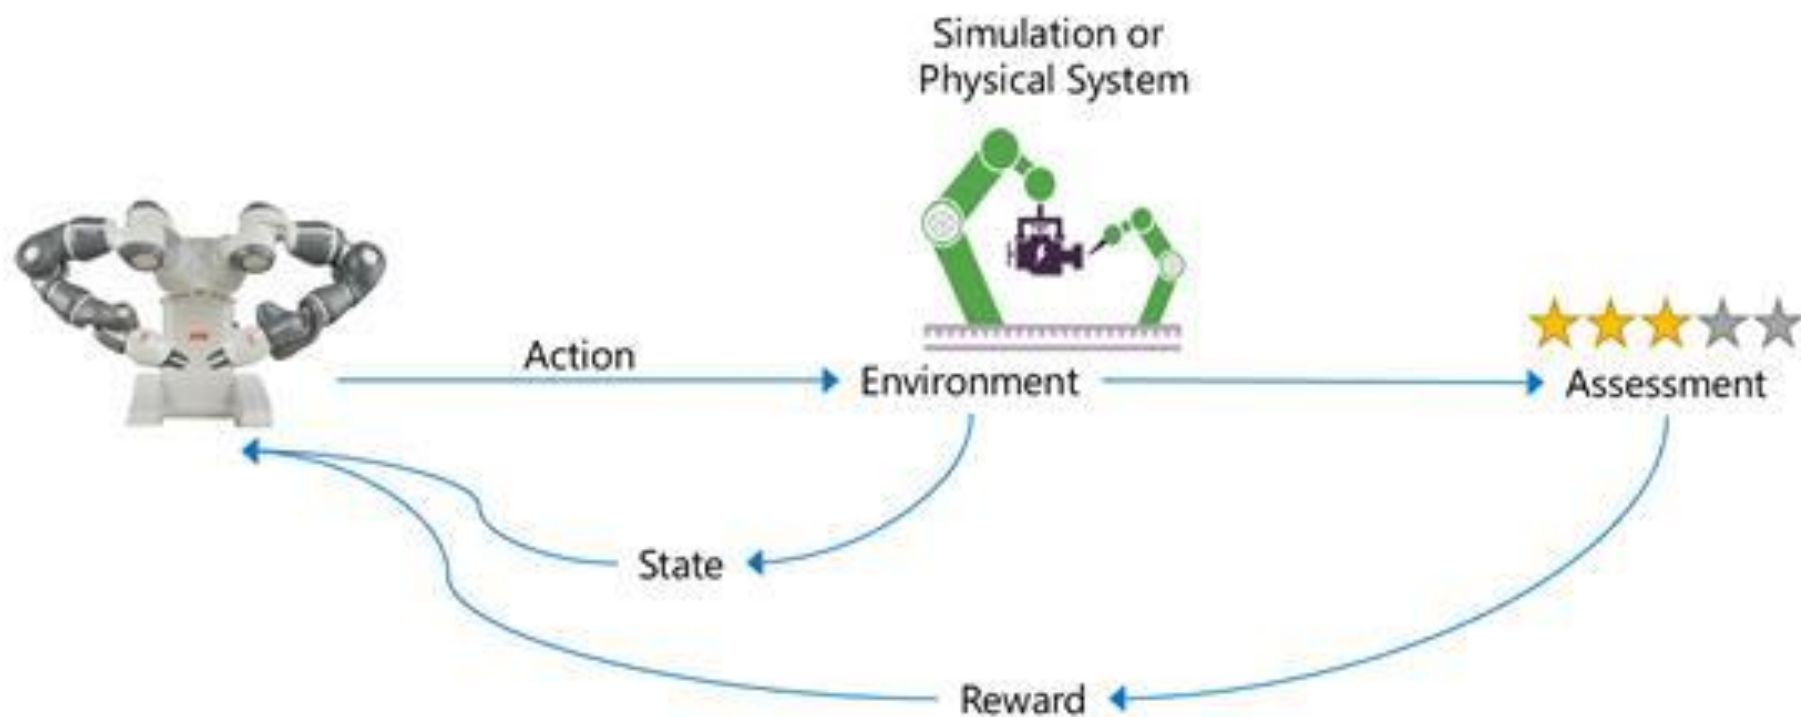 Simulation or
Physical System
Action
Environment
Assessment
State
Reward